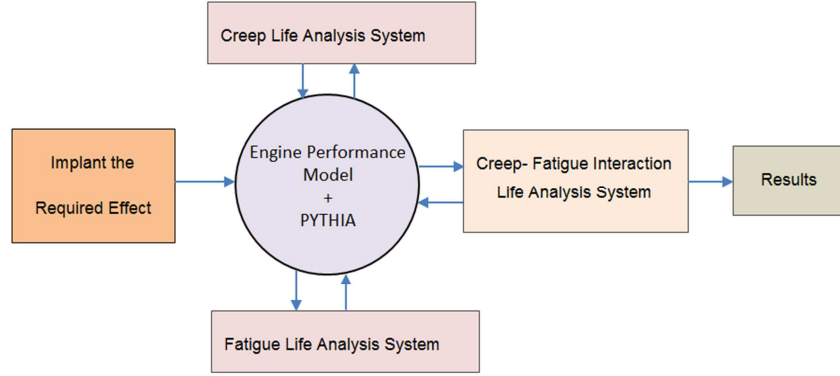 Creep Life Analysis System
Implant the
Required Effect
Engine Performance
Model
+
PYTHIA
Creep- Fatigue Interaction
Life Analysis System
Results
Fatigue Life Analysis System